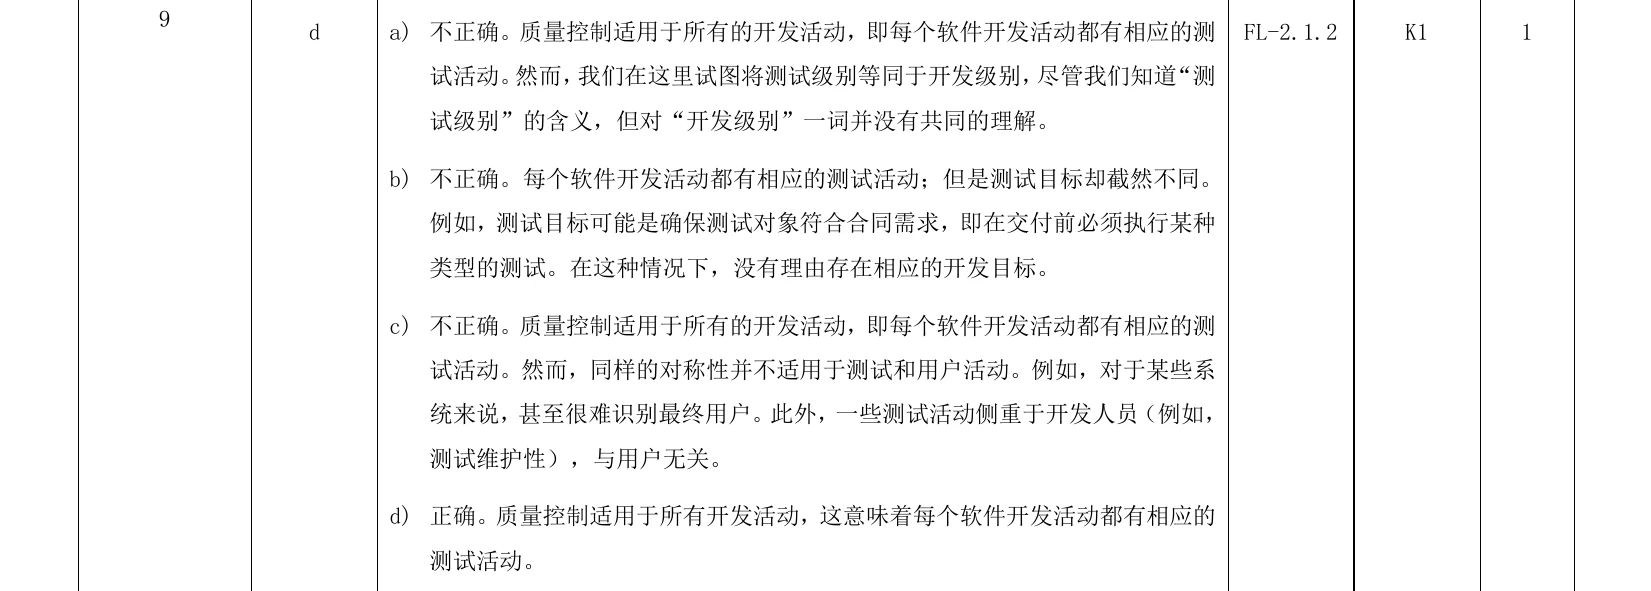 9
d
a) 不正确。质量控制适用于所有的开发活动，即每个软件开发活动都有相应的测
试活动。然而，我们在这里试图将测试级别等同于开发级别，尽管我们知道“测
试级别”的含义，但对“开发级别”一词并没有共同的理解。
b) 不正确。每个软件开发活动都有相应的测试活动；但是测试目标却截然不同。
例如，测试目标可能是确保测试对象符合合同需求，即在交付前必须执行某种
类型的测试。在这种情况下，没有理由存在相应的开发目标。
c) 不正确。质量控制适用于所有的开发活动，即每个软件开发活动都有相应的测
试活动。然而，同样的对称性并不适用于测试和用户活动。例如，对于某些系
统来说，甚至很难识别最终用户。此外，一些测试活动侧重于开发人员（例如，
测试维护性），与用户无关。
d) 正确。质量控制适用于所有开发活动，这意味着每个软件开发活动都有相应的
测试活动。
FL-2.1.2
K1
1